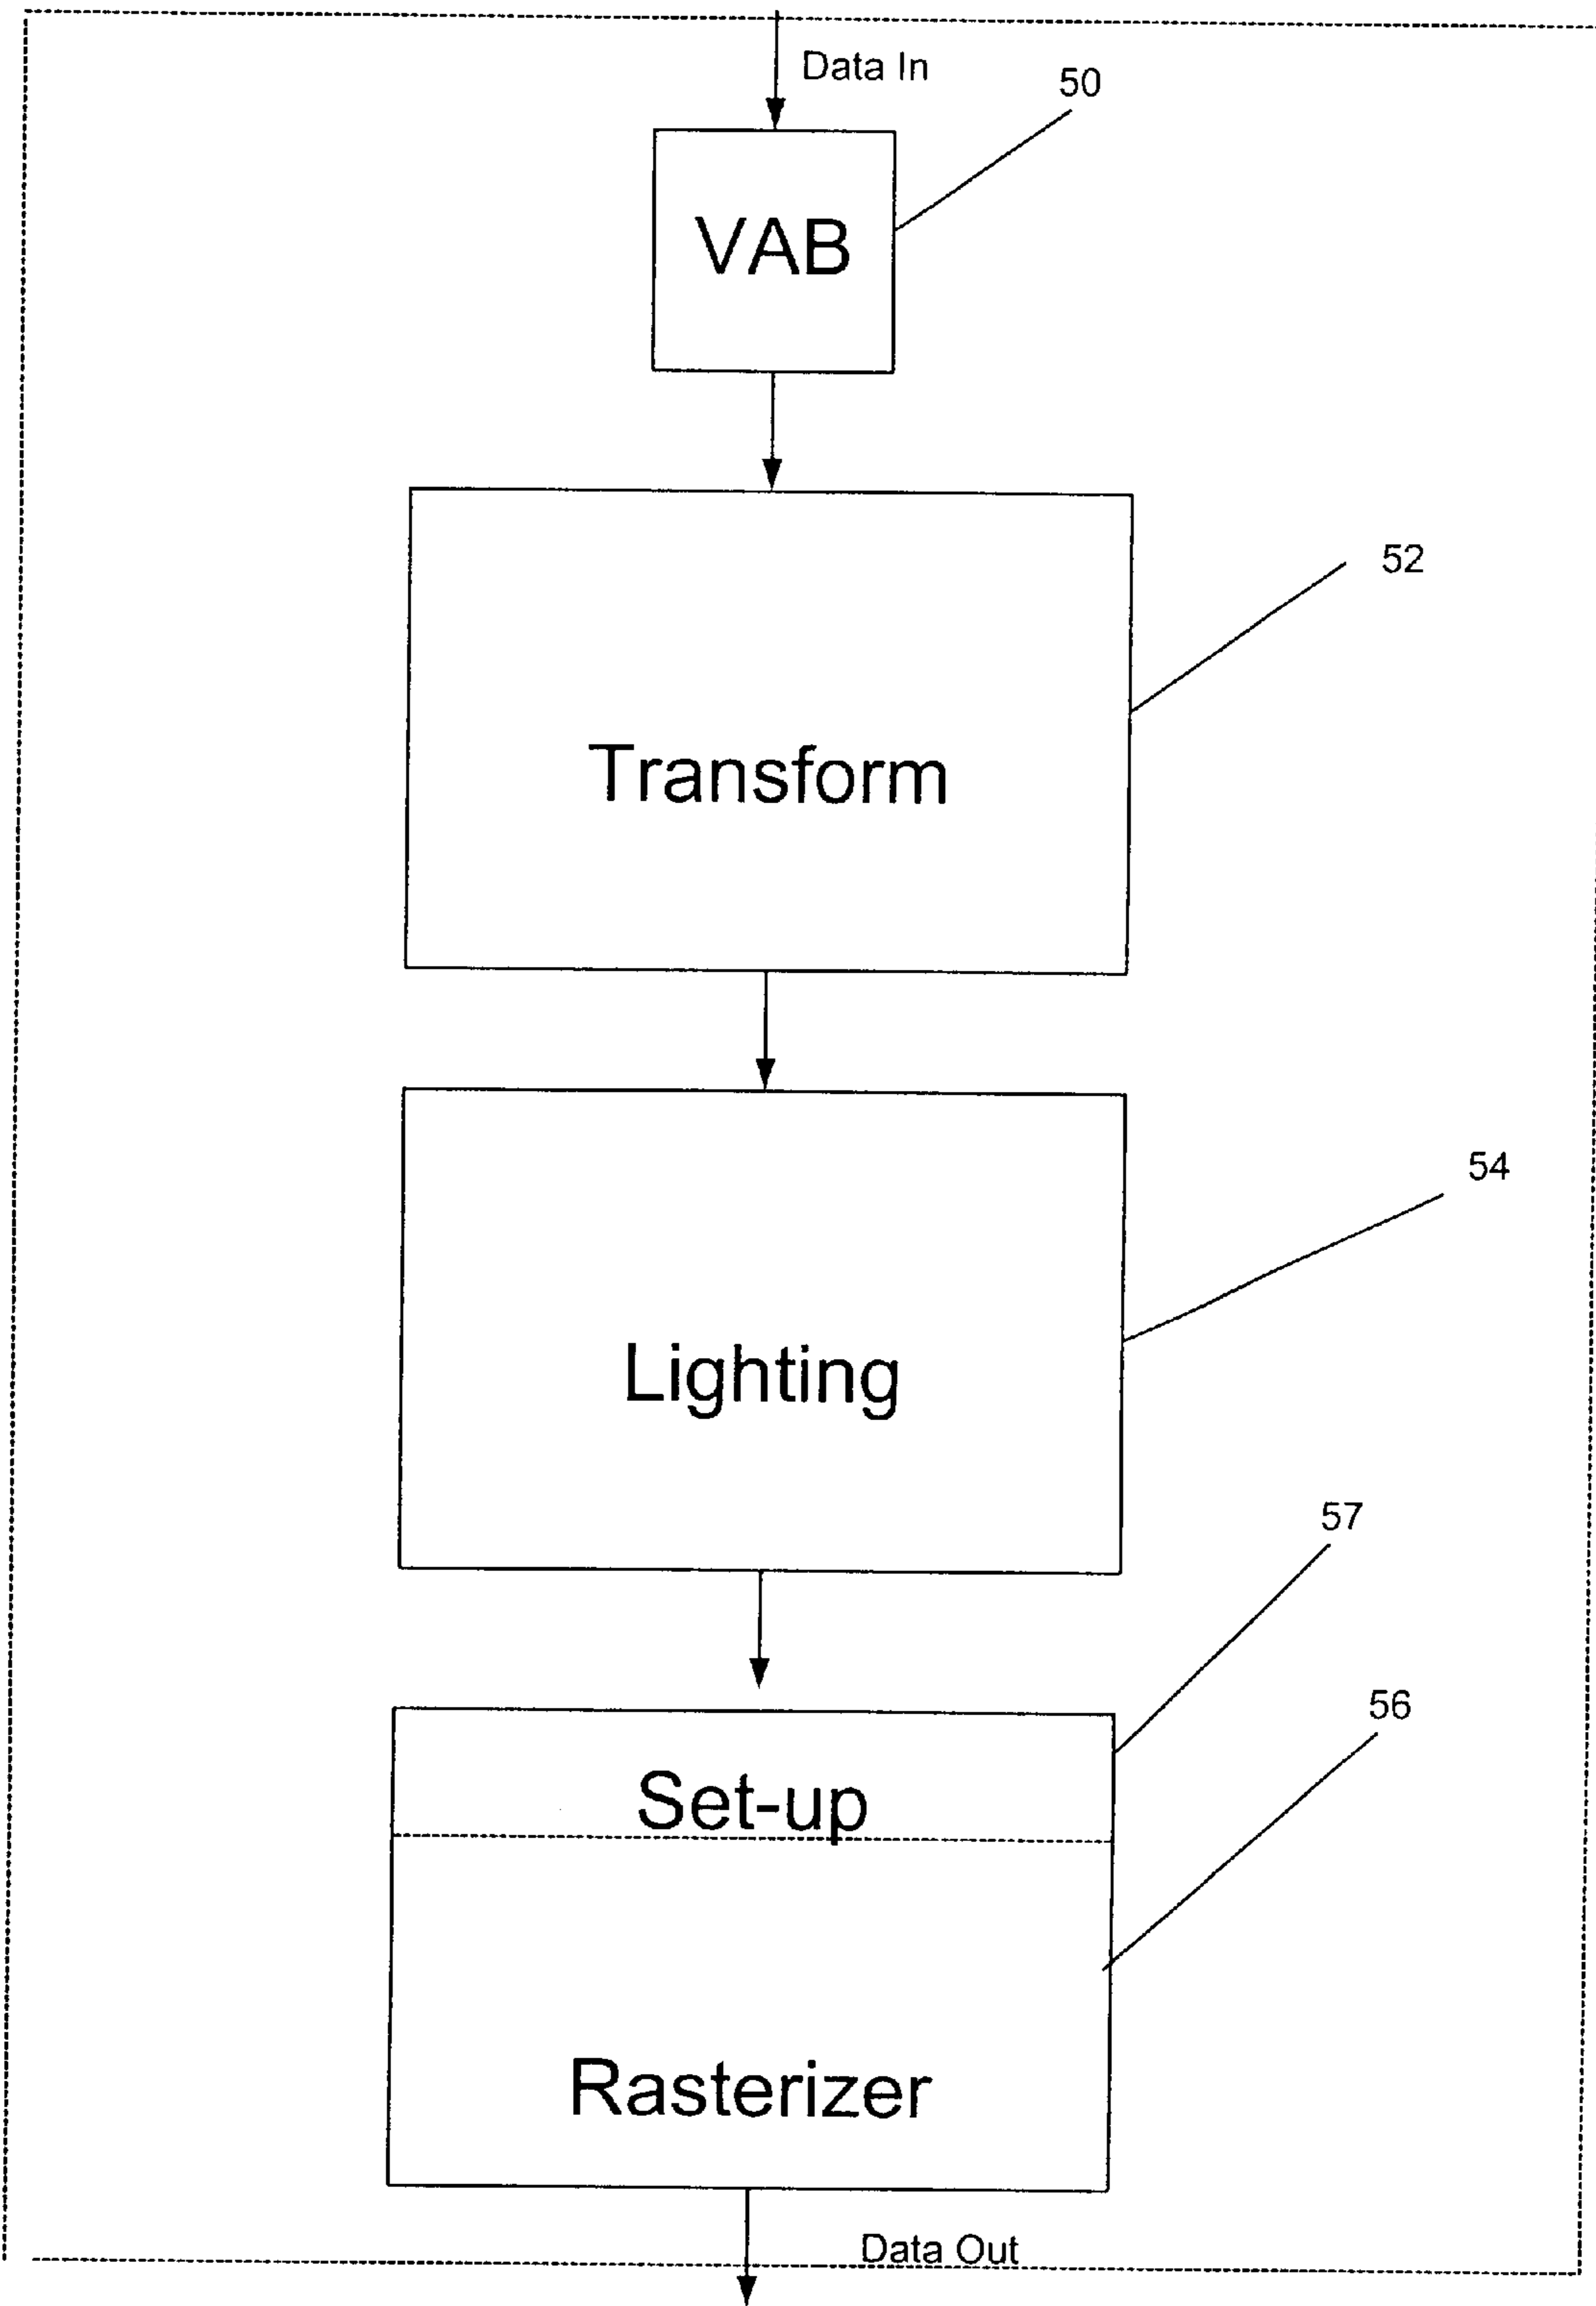 Data In
50
VAB
52
Transform
54
Lighting
57
Set-up
56
Rasterizer
Data Out